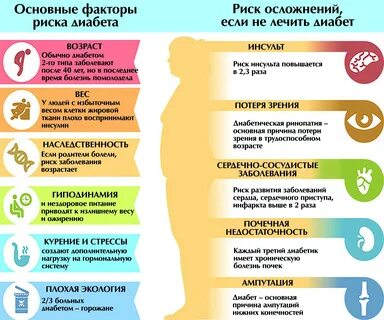 Основные факторы
риска диабета
ВОЗРАСТ
Обычно диабетом
2-го типа заболевают
после 40 лет, но в последнее
время болезнь помолодела
ВЕС
У людей с избыточным
весом клетки жировой
ткани плохо воспринимают
инсулин
НАСЛЕДСТВЕННОСТЬ
Если родители болели,
риск заболевания
возрастает
ГИПОДИНАМИЯ
и нездоровое питание
приводят к излишнему весу
и ожирению
КУРЕНИЕ И СТРЕССЫ
создают дополнительную
нагрузку на гормональную
систему
ПЛОХАЯ ЭКОЛОГИЯ
2/3 больных
диабетом – горожане
Риск осложнений,
если не лечить диабет
ИНСУЛЬТ
Риск инсульта повышается
в 2,3 раза
ПОТЕРЯ ЗРЕНИЯ
Диабетическая ринопатия –
основная причина потери
зрения в трудоспособном
возрасте
СЕРДЕЧНО-СОСУДИСТЫЕ
ЗАБОЛЕВАНИЯ
Риск развития заболеваний
сердца, сердечного приступа,
инфаркта выше в 2 раза
ПОЧЕЧНАЯ
НЕДОСТАТОЧНОСТЬ
Каждый третий диабетик
имеет хроническую
болезнь почек
АМПУТАЦИЯ
Диабет – основная
причина ампутаций
нижних конечностей